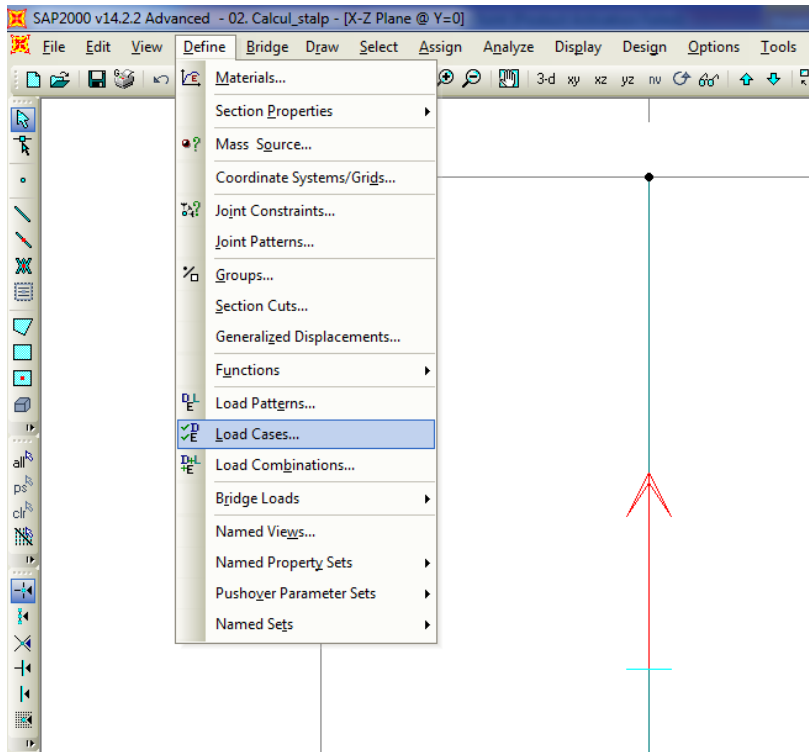 SAP2000 v14.2.2 Advanced - 02. Calcul_stalp - [X-Z Plane @ Y=0]
File Edit View Define Bridge Draw Select Assign Analyze Display Design Options Tools
3-d xy xz yz nv
Materials...
Section Properties
Mass Source...
Coordinate Systems/Grids...
Joint Constraints...
Joint Patterns...
Groups...
Section Cuts...
Generalized Displacements...
Functions
Load Patterns...
Load Cases...
Load Combinations...
Bridge Loads
Named Views...
Named Property Sets
Pushover Parameter Sets
Named Sets
all
ps
clr